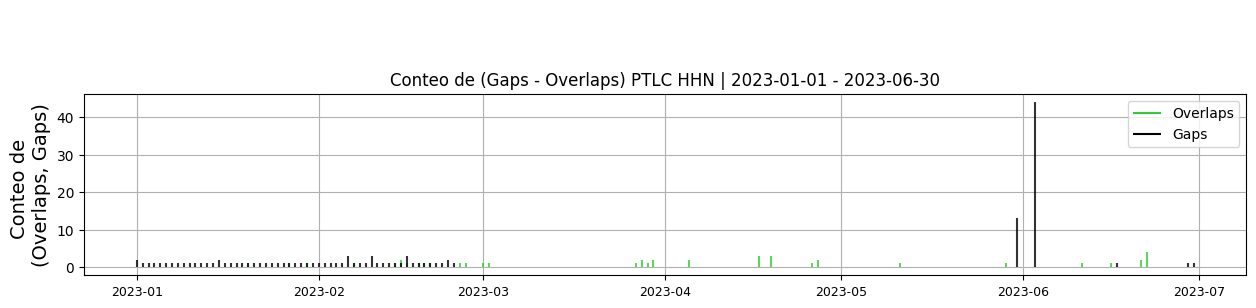 Conteo de (Gaps - Overlaps) PTLC HHN | 2023-01-01 - 2023-06-30
Conteo de
(Overlaps, Gaps)
40
30
20
10
0
Overlaps
Gaps
2023-01
2023-02
2023-03
2023-04
2023-05
2023-06
2023-07